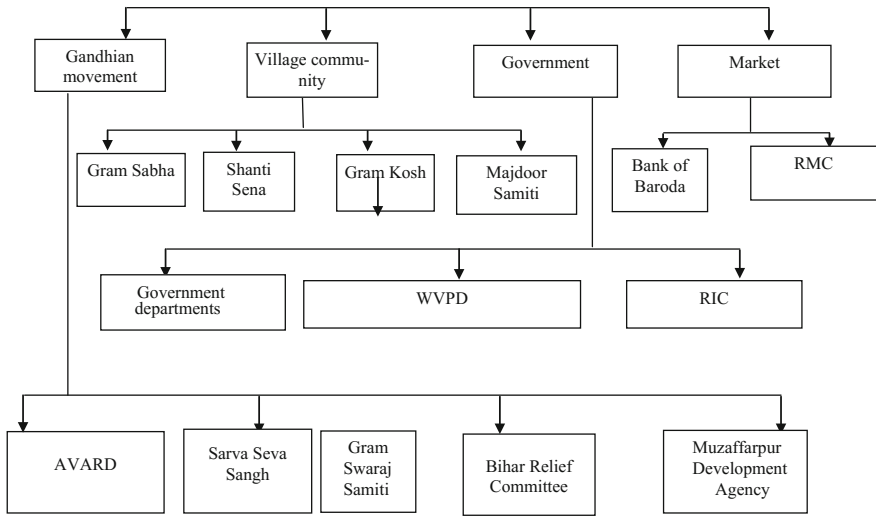 Gandhian
movement
Village commu-
nity
Government
Market
Gram Sabha
Shanti
Sena
Gram Kosh
Majdoor
Samiti
Bank of
Baroda
RMC
Government
departments
WVPD
RIC
AVARD
Sarva Seva
Sangh
Gram
Swaraj
Samiti
Bihar Relief
Committee
Muzaffarpur
Development
Agency